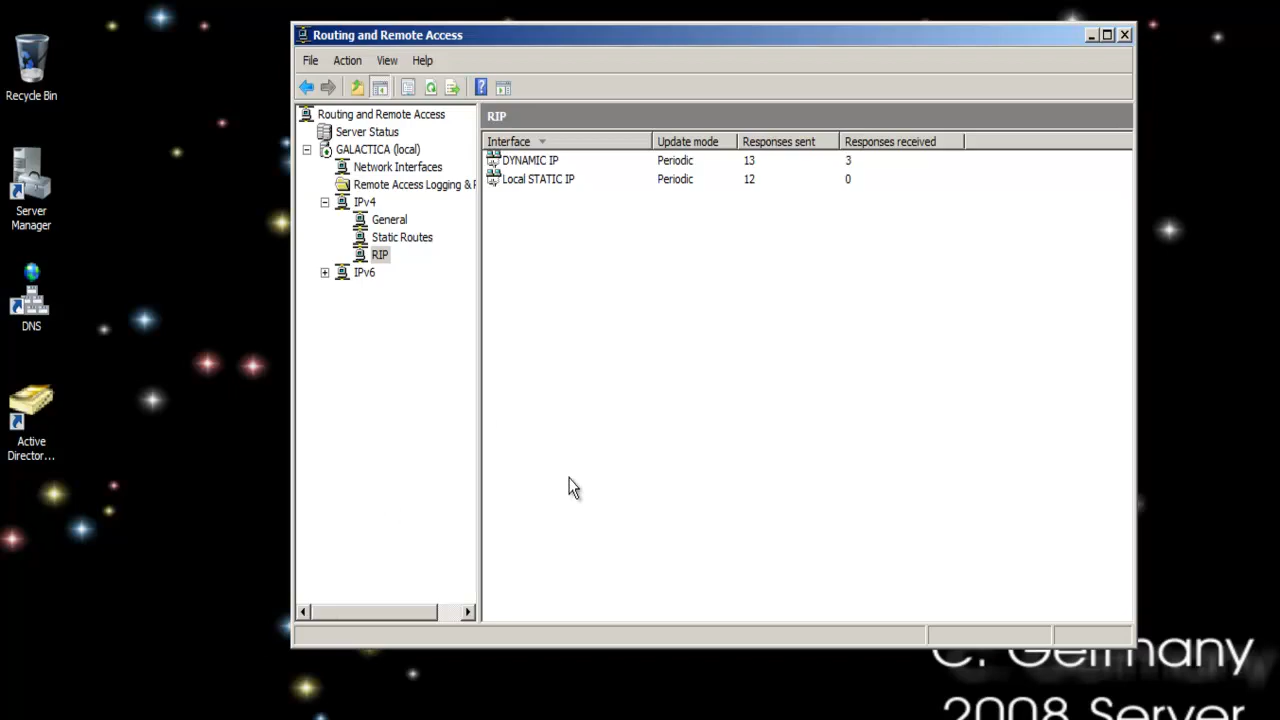 Recycle Bin
Server
Manager
DNS
Active
Director...
Routing and Remote Access
File Action View Help
Routing and Remote Access
Server Status
GALACTICA (local)
Network Interfaces
Remote Access Logging &
IPv4
General
Static Routes
RIP
IPv6
RIP
Interface Update mode Responses sent Responses received
DYNAMIC IP Periodic 13 3
Local STATIC IP Periodic 12 0
C. Germany
2008 Server